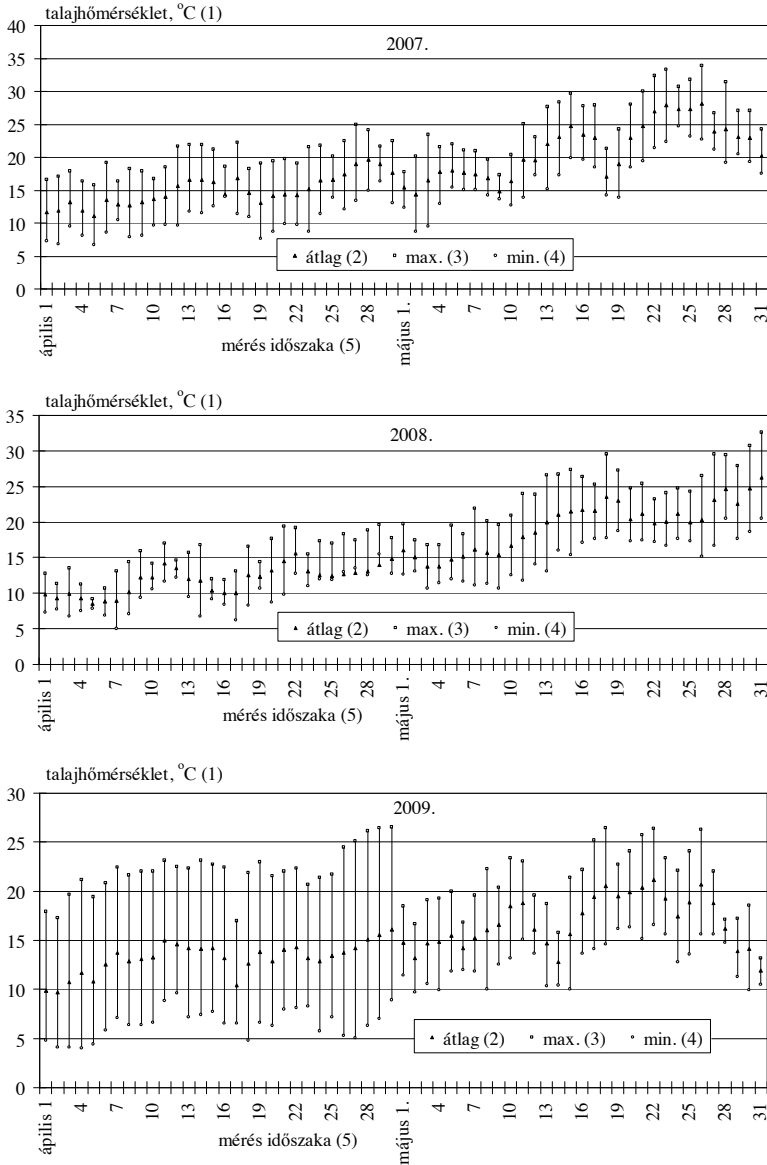 talajhőmérséklet, °C (1)
2007.
40
35
30
25
20
15
10
5
0
átlag (2) max. (3) min. (4)
ápilis 1 4 7 10 13 16 19 22 25 28 május 1. 4 7 10 13 16 19 22 25 28 31
mérés időszaka (5)
talajhőmérséklet, °C (1)
2008.
35
30
25
20
15
10
5
0
átlag (2) max. (3) min. (4)
ápilis 1 4 7 10 13 16 19 22 25 28 május 1. 4 7 10 13 16 19 22 25 28 31
mérés időszaka (5)
talajhőmérséklet, °C (1)
2009.
30
25
20
15
10
5
0
átlag (2) max. (3) min. (4)
ápilis 1 4 7 10 13 16 19 22 25 28 május 1. 4 7 10 13 16 19 22 25 28 31
mérés időszaka (5)